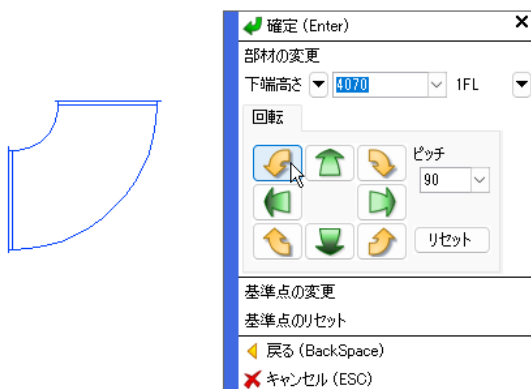 確定 (Enter)
部材の変更
下端高さ 4070 1FL
回転
ピッチ
90
リセット
基準点の変更
基準点のリセット
戻る (BackSpace)
キャンセル (ESC)